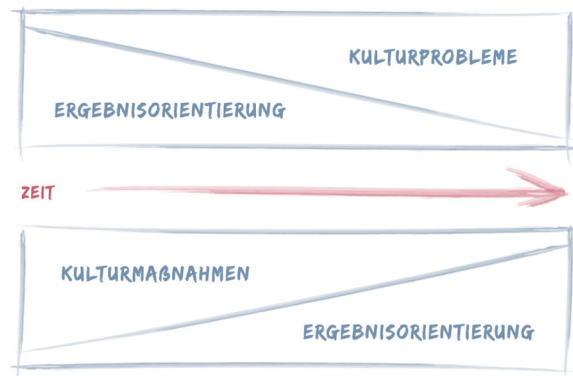 KULTURPROBLEME
ERGEBNISORIENTIERUNG
ZEIT
KULTURMAßNAHMEN
ERGEBNISORIENTIERUNG